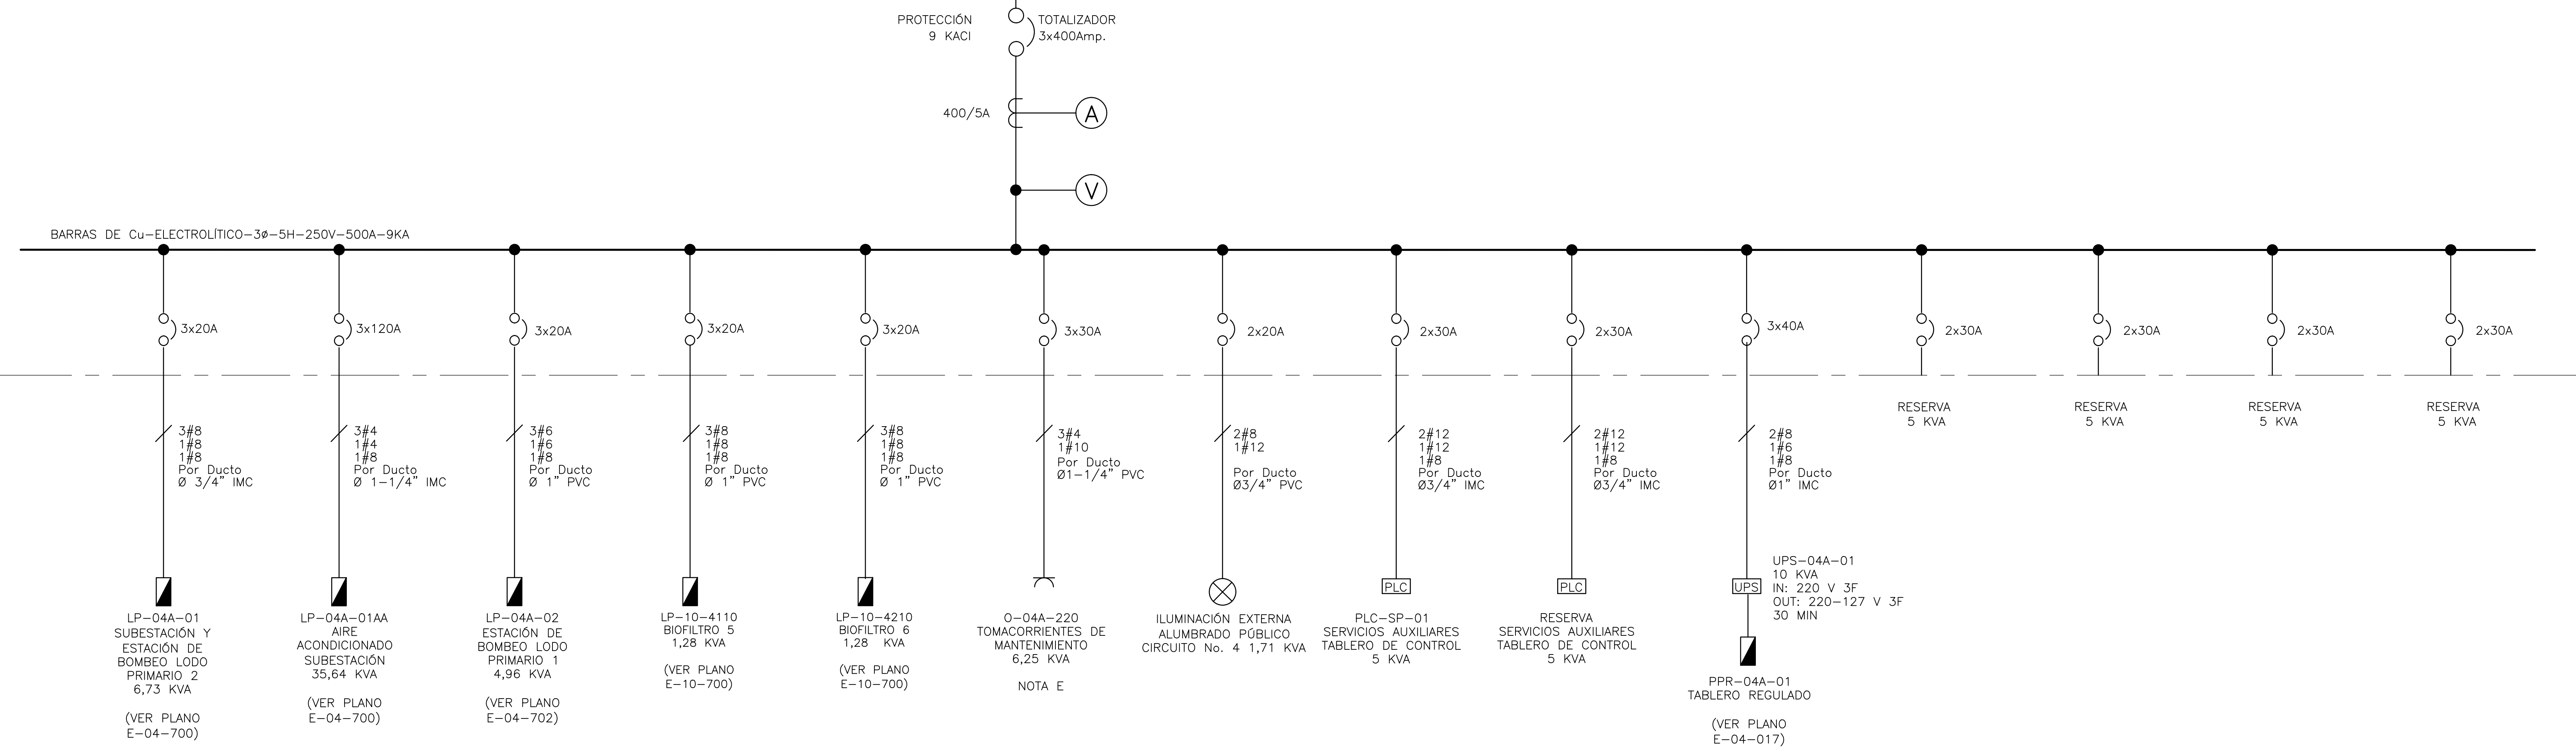 PROTECCIÓN
9 KACI
TOTALIZADOR
3x400Amp.
400/5A
A
V
BARRAS DE Cu-ELECTROLÍTICO-3ø-5H-250V-500A-9KA
3x20A
3x120A
3x20A
3x20A
3x20A
3x30A
2x20A
2x30A
2x30A
3x40A
2x30A
2x30A
2x30A
2x30A
3#8
1#8
1#8
Por Ducto
Ø 3/4" IMC
3#4
1#4
1#8
Por Ducto
Ø 1-1/4" IMC
3#6
1#6
1#8
Por Ducto
Ø 1" PVC
3#8
1#8
1#8
Por Ducto
Ø 1" PVC
3#8
1#8
1#8
Por Ducto
Ø 1" PVC
3#4
1#10
Por Ducto
Ø1-1/4" PVC
2#8
1#12
Por Ducto
Ø3/4" PVC
2#12
1#12
1#8
Por Ducto
Ø3/4" IMC
2#12
1#12
1#8
Por Ducto
Ø3/4" IMC
2#8
1#6
1#8
Por Ducto
Ø1" IMC
RESERVA
5 KVA
RESERVA
5 KVA
RESERVA
5 KVA
RESERVA
5 KVA
LP-04A-01
SUBESTACIÓN Y
ESTACIÓN DE
BOMBEO LODO
PRIMARIO 2
6,73 KVA
(VER PLANO
E-04-700)
LP-04A-01AA
AIRE
ACONDICIONADO
SUBESTACIÓN
35,64 KVA
(VER PLANO
E-04-700)
LP-04A-02
ESTACIÓN DE
BOMBEO LODO
PRIMARIO 1
4,96 KVA
(VER PLANO
E-04-702)
LP-10-4110
BIOFILTRO 5
1,28 KVA
(VER PLANO
E-10-700)
LP-10-4210
BIOFILTRO 6
1,28 KVA
(VER PLANO
E-10-700)
O-04A-220
TOMACORRIENTES DE
MANTENIMIENTO
6,25 KVA
NOTA E
ILUMINACIÓN EXTERNA
ALUMBRADO PÚBLICO
CIRCUITO No. 4 1,71 KVA
PLC
PLC-SP-01
SERVICIOS AUXILIARES
TABLERO DE CONTROL
5 KVA
PLC
RESERVA
SERVICIOS AUXILIARES
TABLERO DE CONTROL
5 KVA
UPS
UPS-04A-01
10 KVA
IN: 220 V 3F
OUT: 220-127 V 3F
30 MIN
PPR-04A-01
TABLERO REGULADO
(VER PLANO
E-04-017)